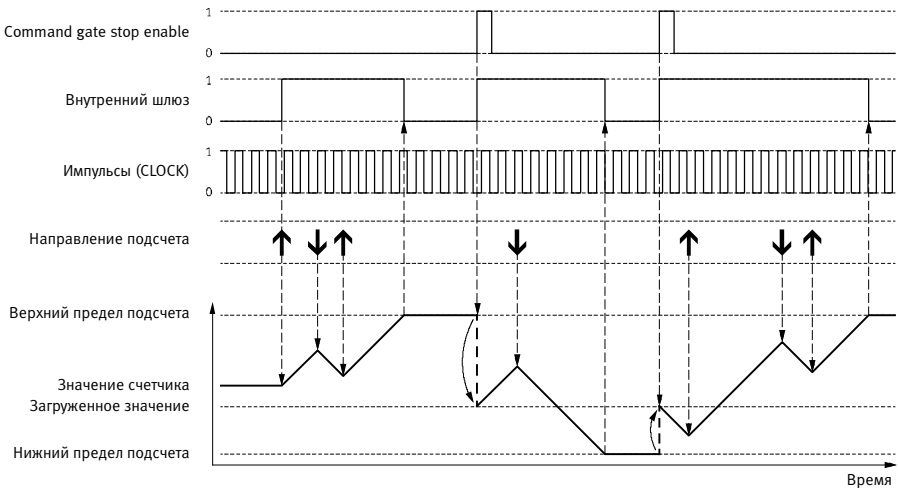 1
Command gate stop enable
0
1
Внутренний шлюз
0
1
Импульсы (CLOCK)
0
Направление подсчета
Верхний предел подсчета
Значение счетчика
Загруженное значение
Нижний предел подсчета
Время